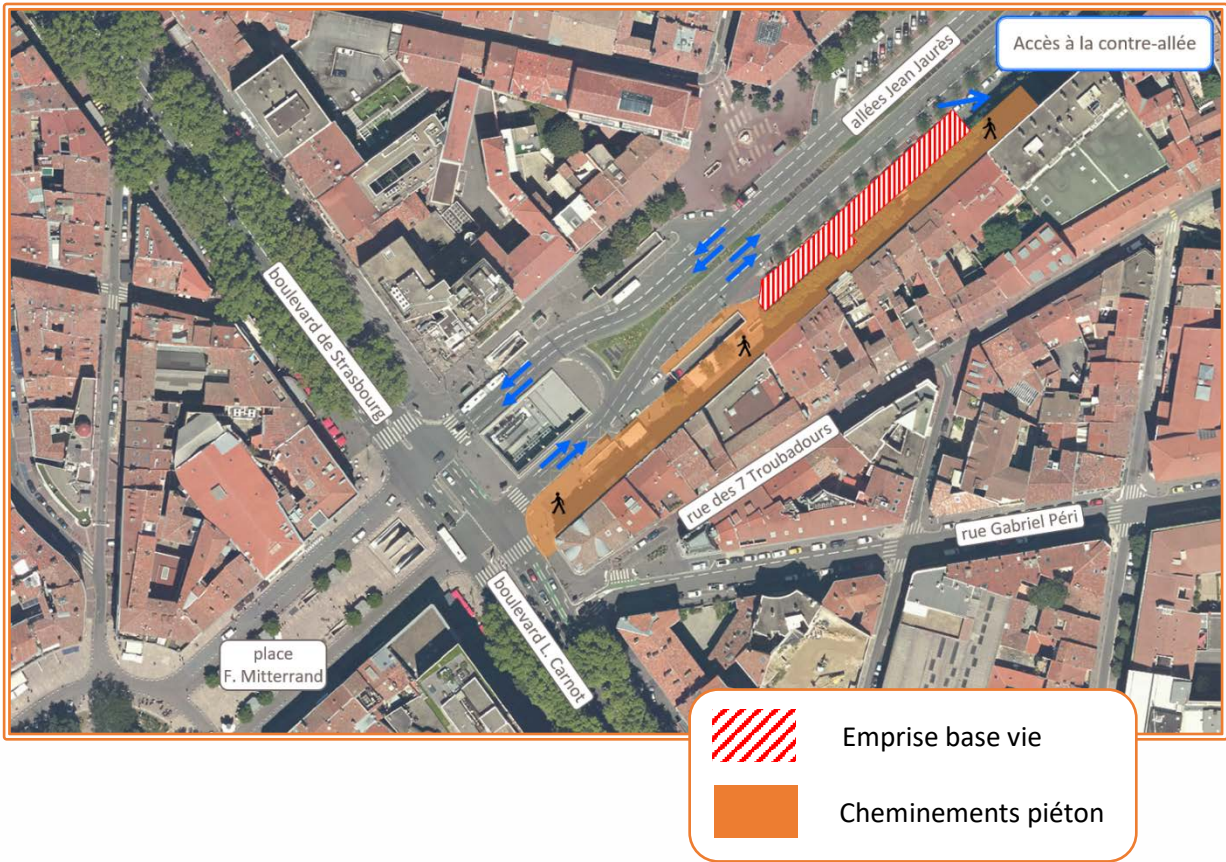 Accès à la contre-allée
allées Jean Jaurès
boulevard de Strasbourg
rue des 7 Troubadours
rue Gabriel Péri
boulevard L. Carnot
place
F. Mitterrand
Emprise base vie
Cheminements piéton